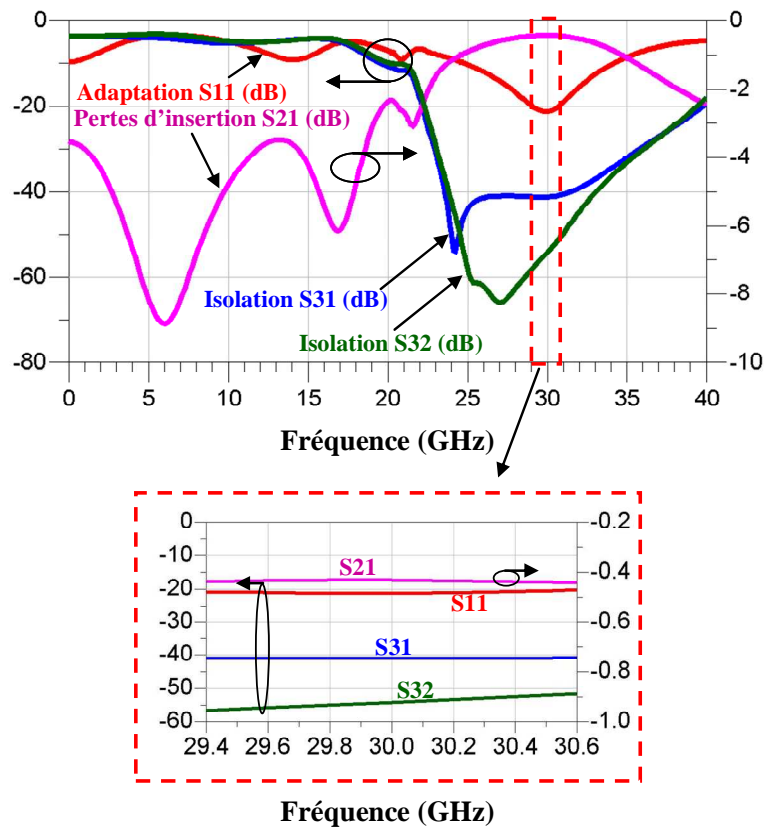 0 0
-20 -2
-40 -4
-60 -6
-80 -8
-10
Adaptation S11 (dB)
Pertes d'insertion S21 (dB)
Isolation S31 (dB)
Isolation S32 (dB)
0 5 10 15 20 25 30 35 40
Fréquence (GHz)
0 -0.2
-10
-20 -0.4
S21
S11
-30 -0.6
S31
-40 -0.8
S32
-50
-60 -1.0
29.4 29.6 29.8 30.0 30.2 30.4 30.6
Fréquence (GHz)